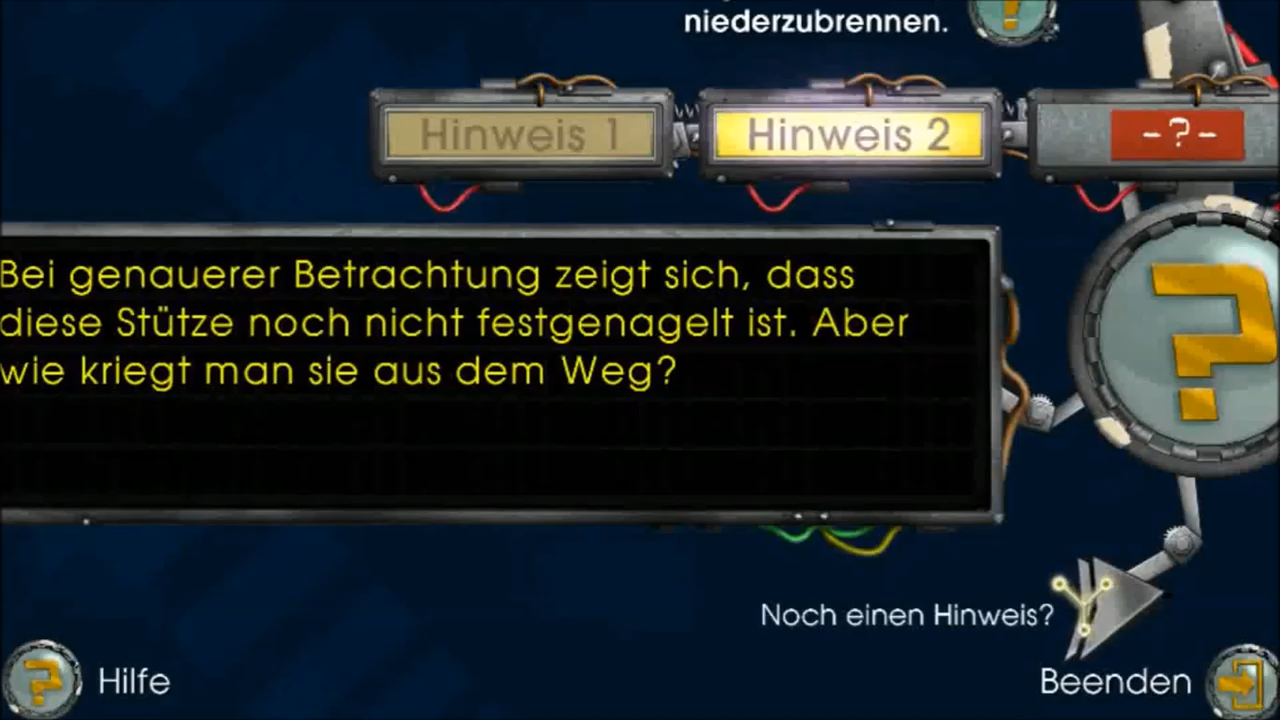 niederzubrennen.
Hinweis 1
Hinweis 2
-?-
Bei genauerer Betrachtung zeigt sich, dass
diese Stütze noch nicht festgenagelt ist. Aber
wie kriegt man sie aus dem Weg?
Noch einen Hinweis?
Hilfe
Beenden